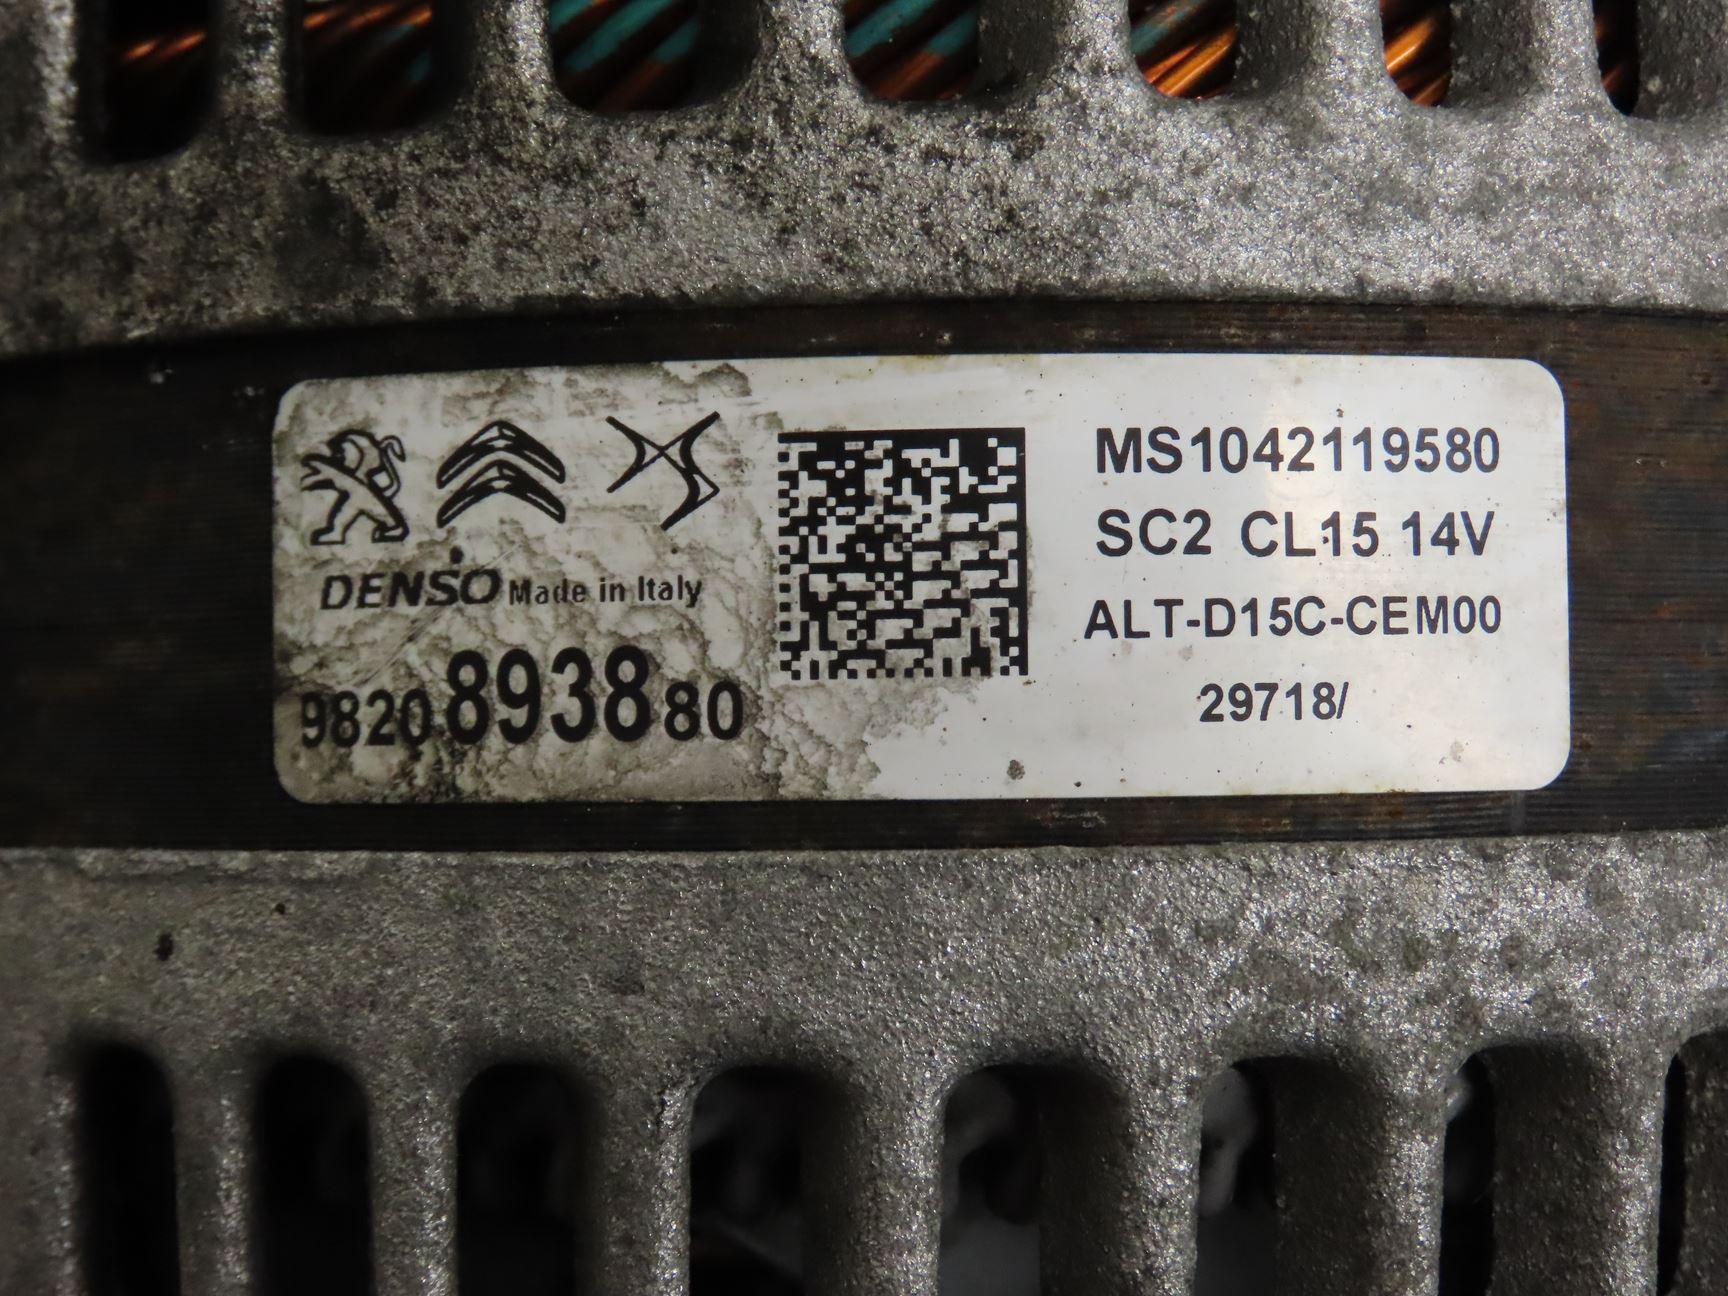 DENSO Made in Italy
9820893880
MS1042119580
SC2 CL15 14V
ALT-D15C-CEM00
29718/